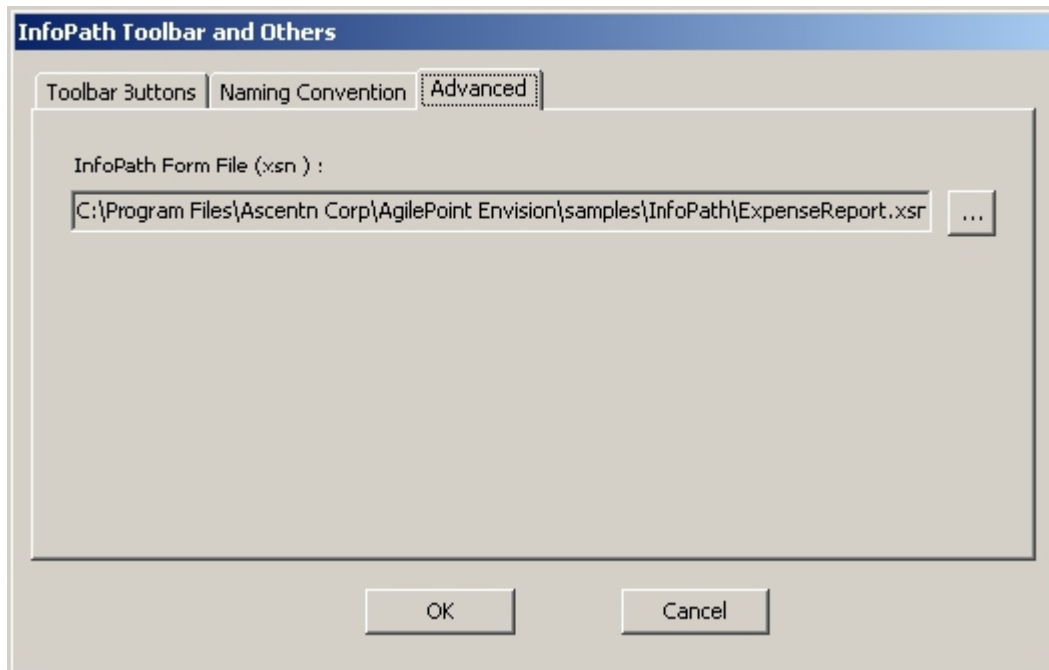 InfoPath Toolbar and Others
Toolbar Buttons Naming Convention Advanced
InfoPath Form File (xsn ) :
C:\Program Files\Ascentn Corp\AgilePoint Envision\samples\InfoPath\ExpenseReport.xsn ...
OK Cancel